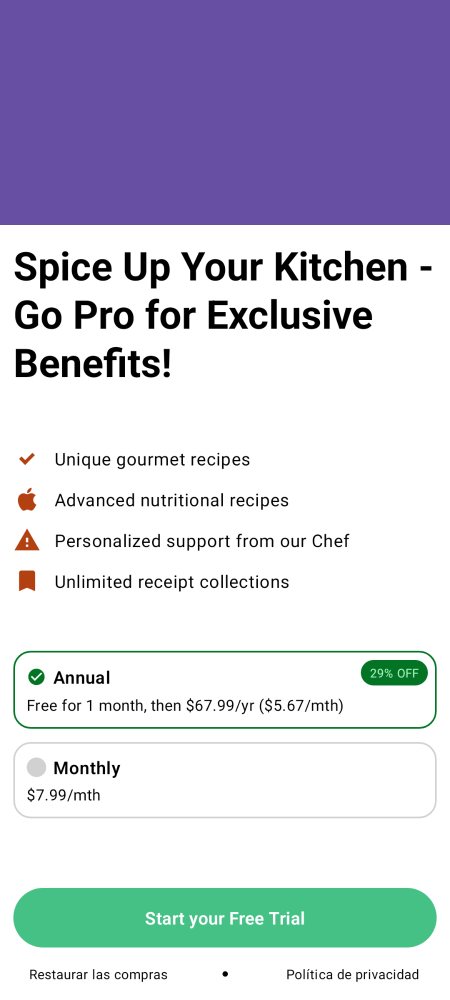 Spice Up Your Kitchen -
Go Pro for Exclusive
Benefits!
Unique gourmet recipes
Advanced nutritional recipes
Personalized support from our Chef
Unlimited receipt collections
Annual
29% OFF
Free for 1 month, then $67.99/yr ($5.67/mth)
Monthly
$7.99/mth
Start your Free Trial
Restaurar las compras • Política de privacidad